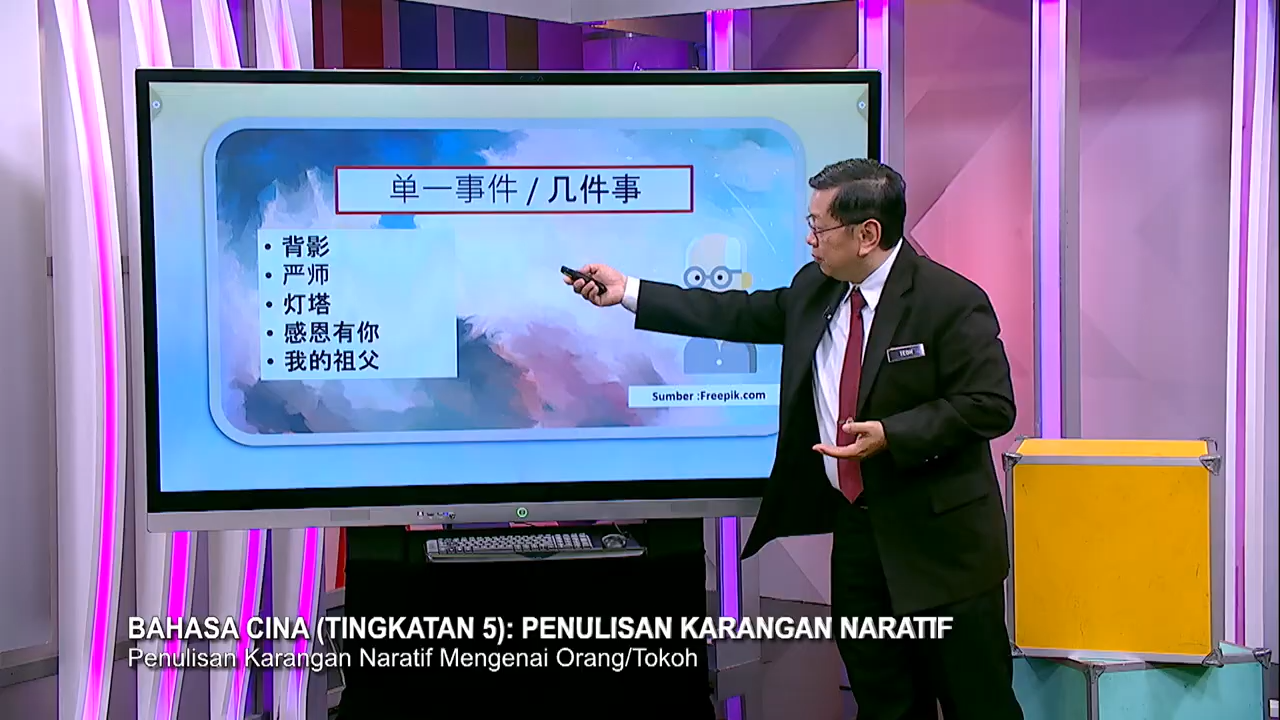 单一事件 / 几件事
• 背影
• 严师
• 灯塔
• 感恩有你
• 我的祖父
Sumber :Freepik.com
TEOH
BAHASA CINA (TINGKATAN 5): PENULISAN KARANGAN NARATIF
Penulisan Karangan Naratif Mengenai Orang/Tokoh